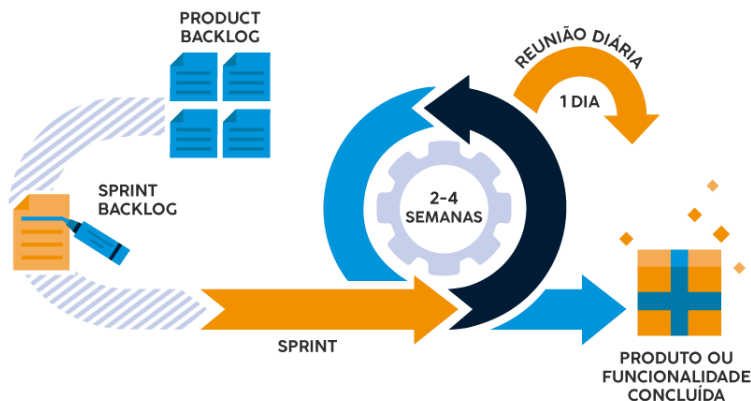 PRODUCT
BACKLOG
SPRINT
BACKLOG
SPRINT
2-4
SEMANAS
REUNIÃO DIÁRIA
1 DIA
PRODUTO OU
FUNCIONALIDADE
CONCLUÍDA